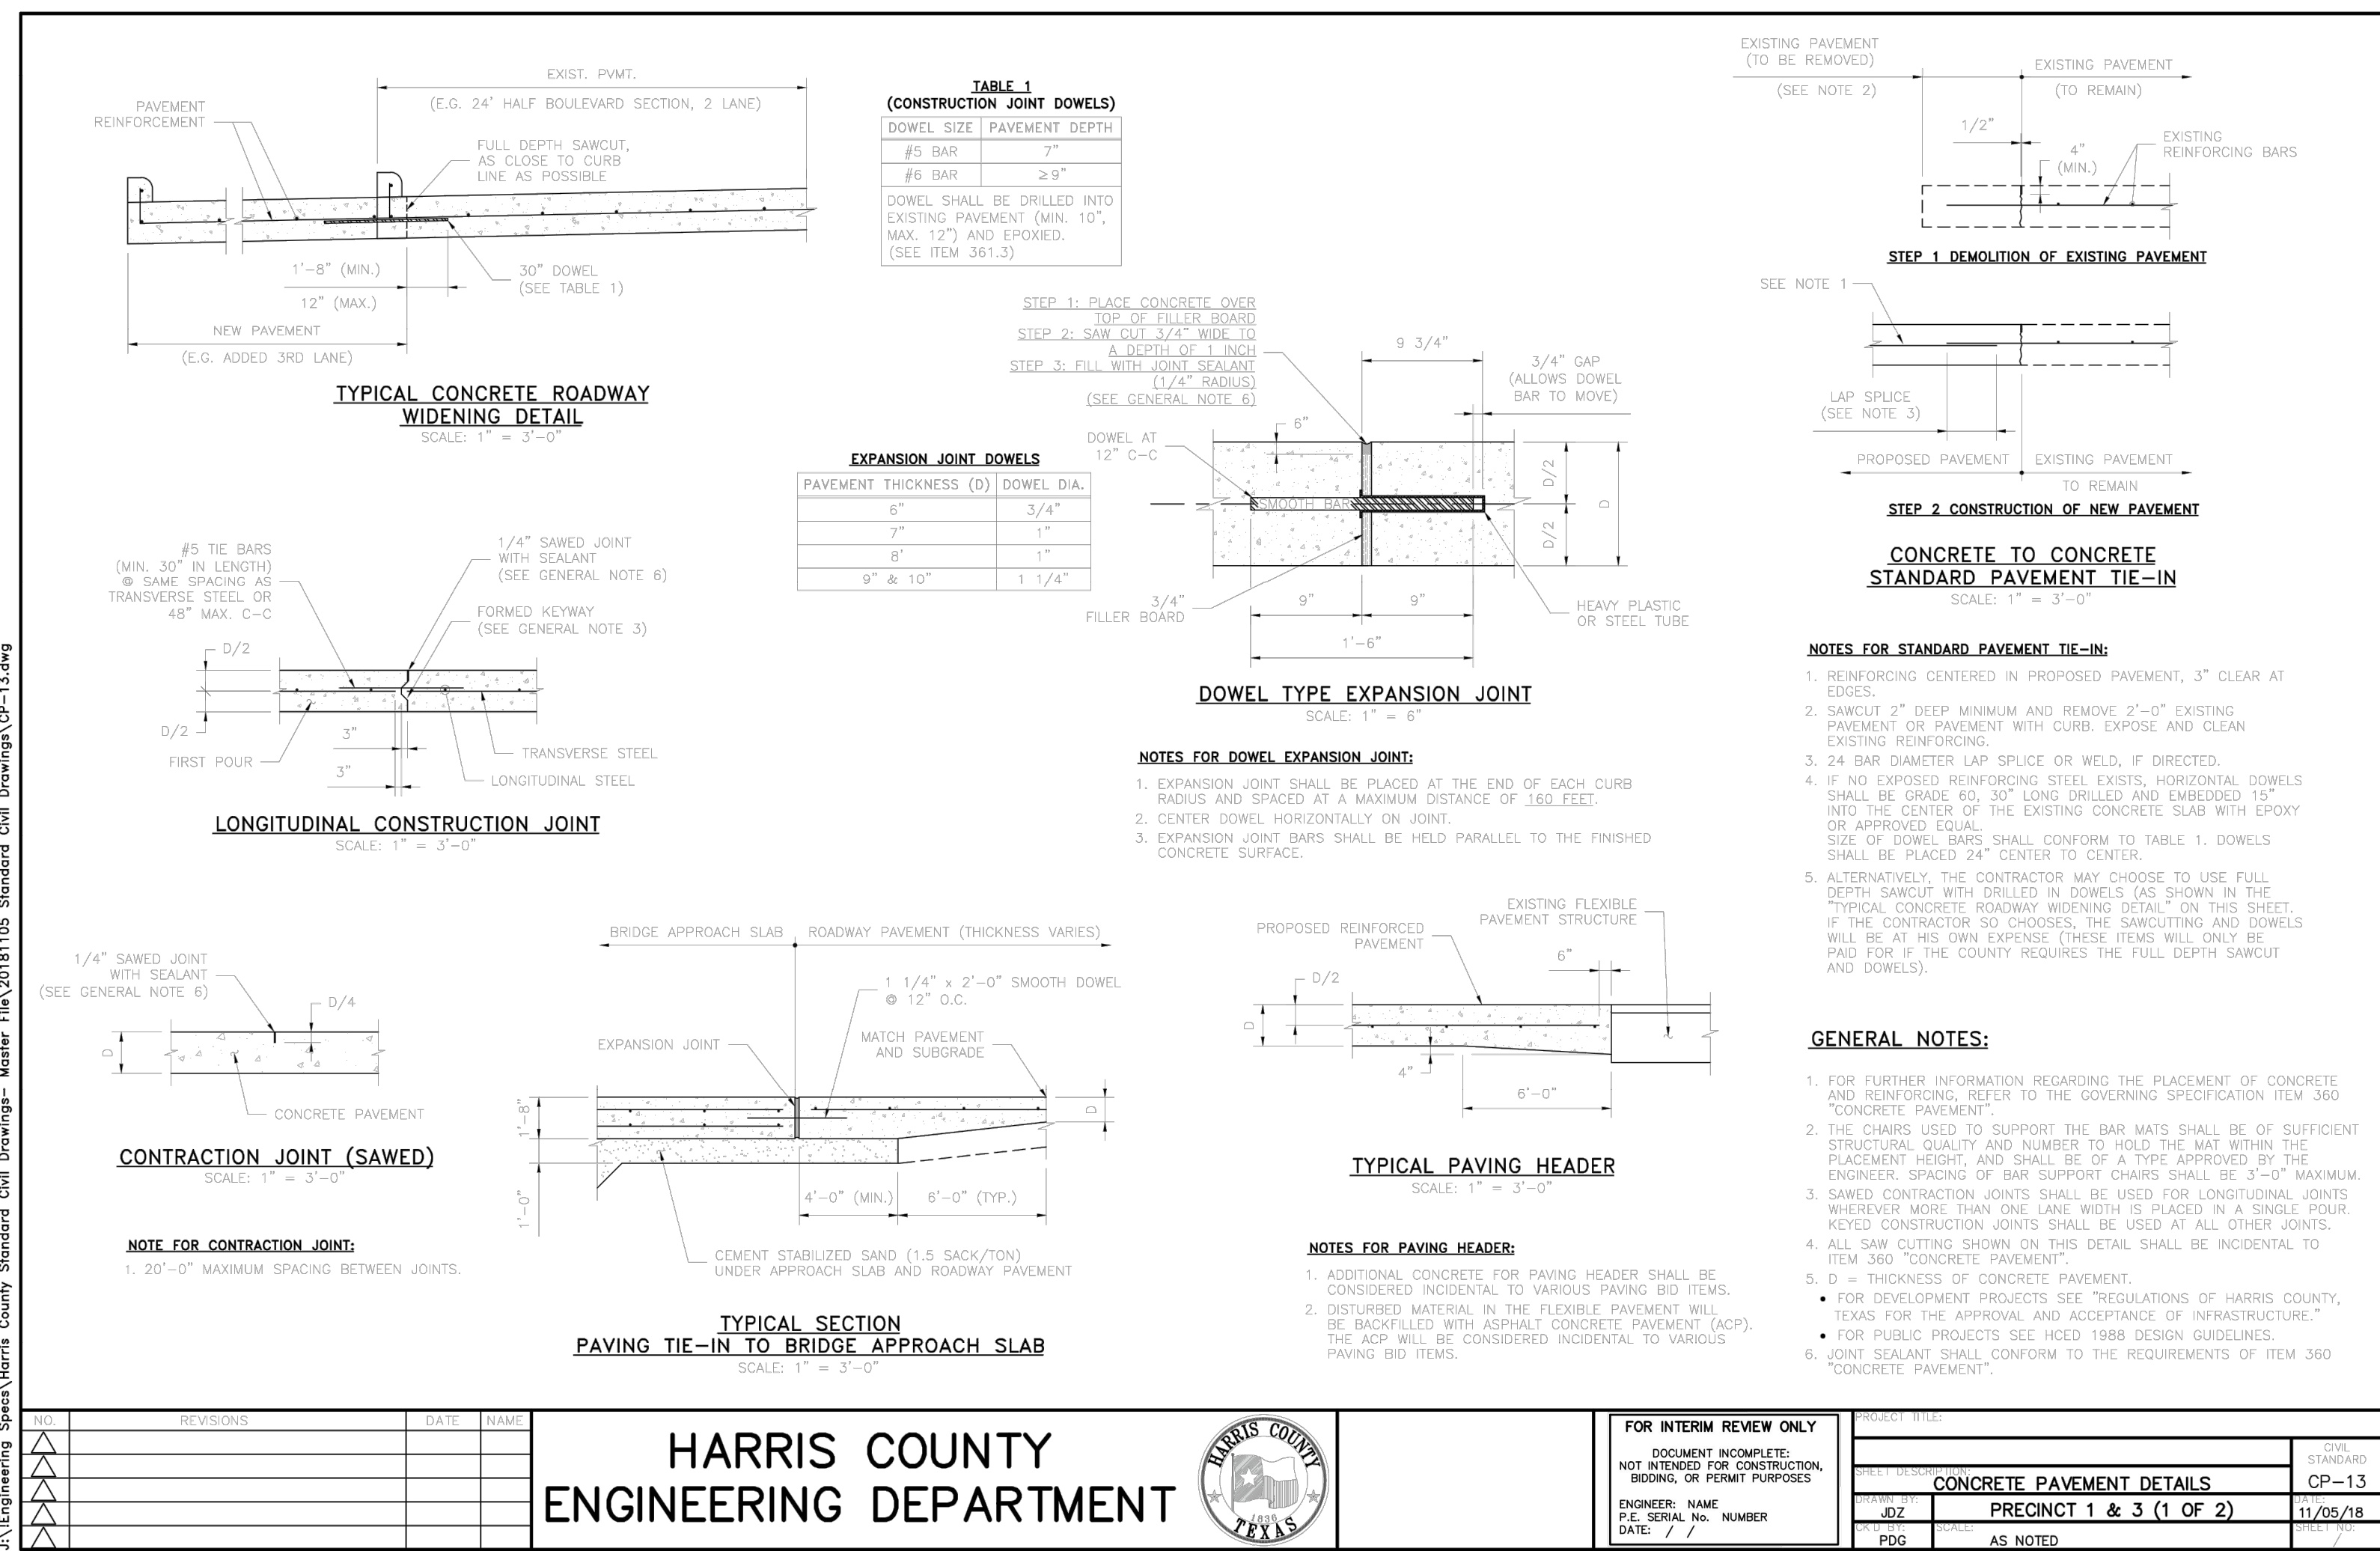 EXIST. PVMT.
(E.G. 24' HALF BOULEVARD SECTION, 2 LANE)
PAVEMENT
REINFORCEMENT
FULL DEPTH SAWCUT,
AS CLOSE TO CURB
LINE AS POSSIBLE
1'-8" (MIN.)
12" (MAX.)
30" DOWEL
(SEE TABLE 1)
NEW PAVEMENT
(E.G. ADDED 3RD LANE)
TYPICAL CONCRETE ROADWAY
WIDENING DETAIL
SCALE: 1" = 3'-0"
TABLE 1
(CONSTRUCTION JOINT DOWELS)
DOWEL SIZE PAVEMENT DEPTH
#5 BAR 7"
#6 BAR ≥9"
DOWEL SHALL BE DRILLED INTO
EXISTING PAVEMENT (MIN. 10",
MAX. 12") AND EPOXIED.
(SEE ITEM 361.3)
#5 TIE BARS
(MIN. 30" IN LENGTH)
@ SAME SPACING AS
TRANSVERSE STEEL OR
48" MAX. C-C
1/4" SAWED JOINT
WITH SEALANT
(SEE GENERAL NOTE 6)
FORMED KEYWAY
(SEE GENERAL NOTE 3)
D/2
D/2
3"
3"
FIRST POUR
TRANSVERSE STEEL
LONGITUDINAL STEEL
LONGITUDINAL CONSTRUCTION JOINT
SCALE: 1" = 3'-0"
EXPANSION JOINT DOWELS
PAVEMENT THICKNESS (D) DOWEL DIA.
6" 3/4"
7" 1"
8' 1"
9" & 10" 1 1/4"
STEP 1: PLACE CONCRETE OVER
TOP OF FILLER BOARD
STEP 2: SAW CUT 3/4" WIDE TO
A DEPTH OF 1 INCH
STEP 3: FILL WITH JOINT SEALANT
(1/4" RADIUS)
(SEE GENERAL NOTE 6)
9 3/4"
3/4" GAP
(ALLOWS DOWEL
BAR TO MOVE)
6"
DOWEL AT
12" C-C
SMOOTH BAR
D/2
D/2
D
3/4"
FILLER BOARD
9"
9"
1'-6"
HEAVY PLASTIC
OR STEEL TUBE
DOWEL TYPE EXPANSION JOINT
SCALE: 1" = 6"
NOTES FOR DOWEL EXPANSION JOINT:
1. EXPANSION JOINT SHALL BE PLACED AT THE END OF EACH CURB
RADIUS AND SPACED AT A MAXIMUM DISTANCE OF 160 FEET.
2. CENTER DOWEL HORIZONTALLY ON JOINT.
3. EXPANSION JOINT BARS SHALL BE HELD PARALLEL TO THE FINISHED
CONCRETE SURFACE.
EXISTING PAVEMENT
(TO BE REMOVED)
(SEE NOTE 2)
EXISTING PAVEMENT
(TO REMAIN)
1/2"
4"
(MIN.)
EXISTING
REINFORCING BARS
STEP 1 DEMOLITION OF EXISTING PAVEMENT
SEE NOTE 1
LAP SPLICE
(SEE NOTE 3)
PROPOSED PAVEMENT
EXISTING PAVEMENT
TO REMAIN
STEP 2 CONSTRUCTION OF NEW PAVEMENT
CONCRETE TO CONCRETE
STANDARD PAVEMENT TIE-IN
SCALE: 1" = 3'-0"
NOTES FOR STANDARD PAVEMENT TIE-IN:
1. REINFORCING CENTERED IN PROPOSED PAVEMENT, 3" CLEAR AT
EDGES.
2. SAWCUT 2" DEEP MINIMUM AND REMOVE 2'-0" EXISTING
PAVEMENT OR PAVEMENT WITH CURB. EXPOSE AND CLEAN
EXISTING REINFORCING.
3. 24 BAR DIAMETER LAP SPLICE OR WELD, IF DIRECTED.
4. IF NO EXPOSED REINFORCING STEEL EXISTS, HORIZONTAL DOWELS
SHALL BE GRADE 60, 30" LONG DRILLED AND EMBEDDED 15"
INTO THE CENTER OF THE EXISTING CONCRETE SLAB WITH EPOXY
OR APPROVED EQUAL.
SIZE OF DOWEL BARS SHALL CONFORM TO TABLE 1. DOWELS
SHALL BE PLACED 24" CENTER TO CENTER.
5. ALTERNATIVELY, THE CONTRACTOR MAY CHOOSE TO USE FULL
DEPTH SAWCUT WITH DRILLED IN DOWELS (AS SHOWN IN THE
"TYPICAL CONCRETE ROADWAY WIDENING DETAIL" ON THIS SHEET.
IF THE CONTRACTOR SO CHOOSES, THE SAWCUTTING AND DOWELS
WILL BE AT HIS OWN EXPENSE (THESE ITEMS WILL ONLY BE
PAID FOR IF THE COUNTY REQUIRES THE FULL DEPTH SAWCUT
AND DOWELS).
1/4" SAWED JOINT
WITH SEALANT
(SEE GENERAL NOTE 6)
D/4
D
CONCRETE PAVEMENT
CONTRACTION JOINT (SAWED)
SCALE: 1" = 3'-0"
NOTE FOR CONTRACTION JOINT:
1. 20'-0" MAXIMUM SPACING BETWEEN JOINTS.
BRIDGE APPROACH SLAB
ROADWAY PAVEMENT (THICKNESS VARIES)
1 1/4" x 2'-0" SMOOTH DOWEL
@ 12" O.C.
EXPANSION JOINT
MATCH PAVEMENT
AND SUBGRADE
1'-8"
D
1'-0"
4'-0" (MIN.)
6'-0" (TYP.)
CEMENT STABILIZED SAND (1.5 SACK/TON)
UNDER APPROACH SLAB AND ROADWAY PAVEMENT
TYPICAL SECTION
PAVING TIE-IN TO BRIDGE APPROACH SLAB
SCALE: 1" = 3'-0"
PROPOSED REINFORCED
PAVEMENT
EXISTING FLEXIBLE
PAVEMENT STRUCTURE
6"
D/2
D
4"
6'-0"
TYPICAL PAVING HEADER
SCALE: 1" = 3'-0"
NOTES FOR PAVING HEADER:
1. ADDITIONAL CONCRETE FOR PAVING HEADER SHALL BE
CONSIDERED INCIDENTAL TO VARIOUS PAVING BID ITEMS.
2. DISTURBED MATERIAL IN THE FLEXIBLE PAVEMENT WILL
BE BACKFILLED WITH ASPHALT CONCRETE PAVEMENT (ACP).
THE ACP WILL BE CONSIDERED INCIDENTAL TO VARIOUS
PAVING BID ITEMS.
GENERAL NOTES:
1. FOR FURTHER INFORMATION REGARDING THE PLACEMENT OF CONCRETE
AND REINFORCING, REFER TO THE GOVERNING SPECIFICATION ITEM 360
"CONCRETE PAVEMENT".
2. THE CHAIRS USED TO SUPPORT THE BAR MATS SHALL BE OF SUFFICIENT
STRUCTURAL QUALITY AND NUMBER TO HOLD THE MAT WITHIN THE
PLACEMENT HEIGHT, AND SHALL BE OF A TYPE APPROVED BY THE
ENGINEER. SPACING OF BAR SUPPORT CHAIRS SHALL BE 3'-0" MAXIMUM.
3. SAWED CONTRACTION JOINTS SHALL BE USED FOR LONGITUDINAL JOINTS
WHEREVER MORE THAN ONE LANE WIDTH IS PLACED IN A SINGLE POUR.
KEYED CONSTRUCTION JOINTS SHALL BE USED AT ALL OTHER JOINTS.
4. ALL SAW CUTTING SHOWN ON THIS DETAIL SHALL BE INCIDENTAL TO
ITEM 360 "CONCRETE PAVEMENT".
5. D = THICKNESS OF CONCRETE PAVEMENT.
• FOR DEVELOPMENT PROJECTS SEE "REGULATIONS OF HARRIS COUNTY,
TEXAS FOR THE APPROVAL AND ACCEPTANCE OF INFRASTRUCTURE."
• FOR PUBLIC PROJECTS SEE HCED 1988 DESIGN GUIDELINES.
6. JOINT SEALANT SHALL CONFORM TO THE REQUIREMENTS OF ITEM 360
"CONCRETE PAVEMENT".
J:\!Engineering Specs\Harris County Standard Civil Drawings- Master File\20181105 Standard Civil Drawings\CP-13.dwg
NO. REVISIONS DATE NAME
HARRIS COUNTY
ENGINEERING DEPARTMENT
HARRIS COUNTY
1836
TEXAS
FOR INTERIM REVIEW ONLY
DOCUMENT INCOMPLETE:
NOT INTENDED FOR CONSTRUCTION,
BIDDING, OR PERMIT PURPOSES
ENGINEER: NAME
P.E. SERIAL No. NUMBER
DATE: / /
PROJECT TITLE:
SHEET DESCRIPTION:
CONCRETE PAVEMENT DETAILS
PRECINCT 1 & 3 (1 OF 2)
CIVIL
STANDARD
CP-13
DRAWN BY:
JDZ
DATE:
11/05/18
CK'D BY:
PDG
SCALE:
AS NOTED
SHEET NO:
/